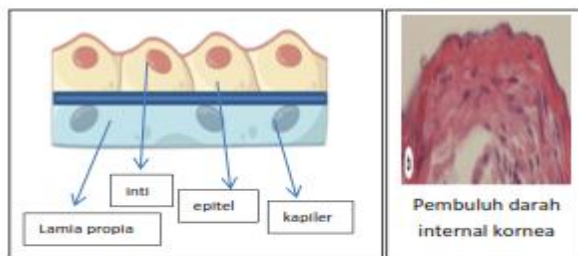 inti
epitel
kapiler
Lamia propia
Pembuluh darah
internal kornea